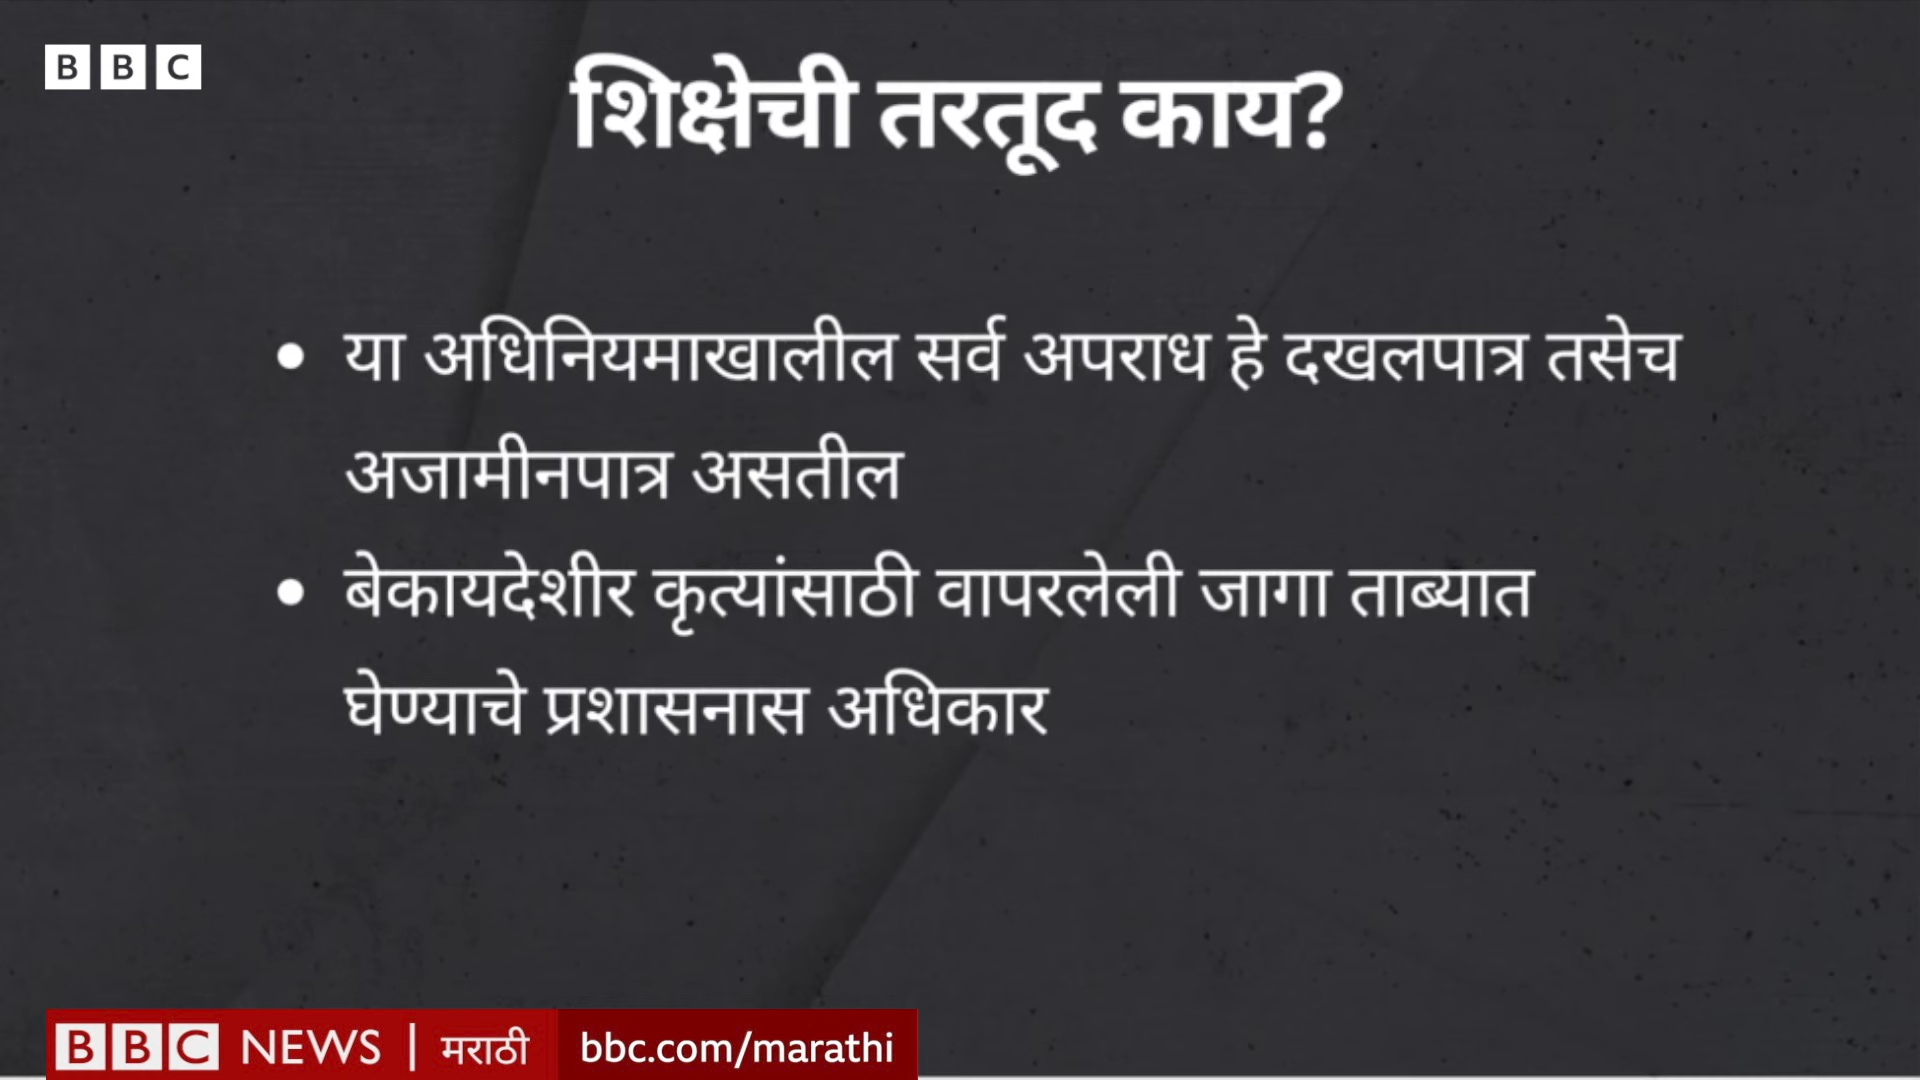 BBC
शिक्षेची तरतूद काय?
• या अधिनियमाखालील सर्व अपराध हे दखलपात्र तसेच
अजामीनपात्र असतील
• बेकायदेशीर कृत्यांसाठी वापरलेली जागा ताब्यात
घेण्याचे प्रशासनास अधिकार
BBC NEWS | मराठी bbc.com/marathi